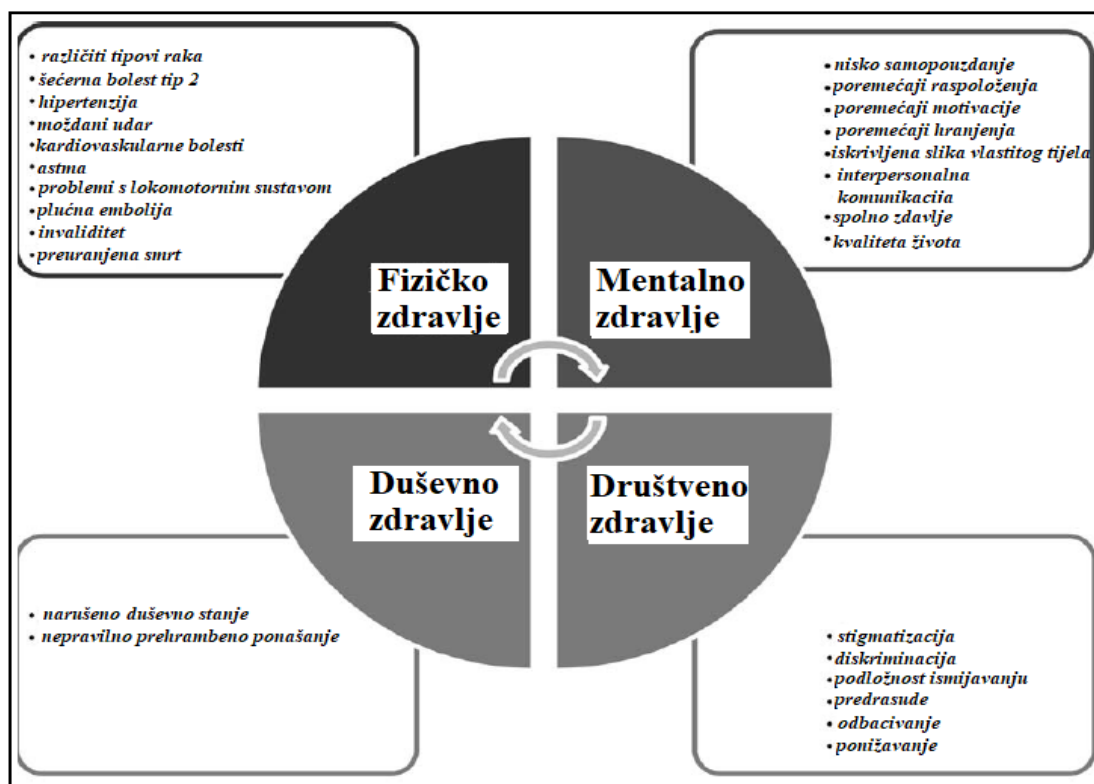 • različiti tipovi raka
• šećerna bolest tip 2
• hipertenzija
• moždani udar
• kardiovaskularne bolesti
• astma
• problemi s lokomotornim sustavom
• plućna embolija
• invaliditet
• preuranjena smrt
• nisko samopouzdanje
• poremećaji raspoloženja
• poremećaji motivacije
• poremećaji hranjenja
• iskrivljena slika vlastitog tijela
• interpersonalna
komunikacija
• spolno zdavlje
• kvaliteta života
Fizičko
zdravlje
Mentalno
zdravlje
Duševno
zdravlje
Društveno
zdravlje
• narušeno duševno stanje
• nepravilno prehrambeno ponašanje
• stigmatizacija
• diskriminacija
• podložnost ismijavanju
• predrasude
• odbacivanje
• ponižavanje